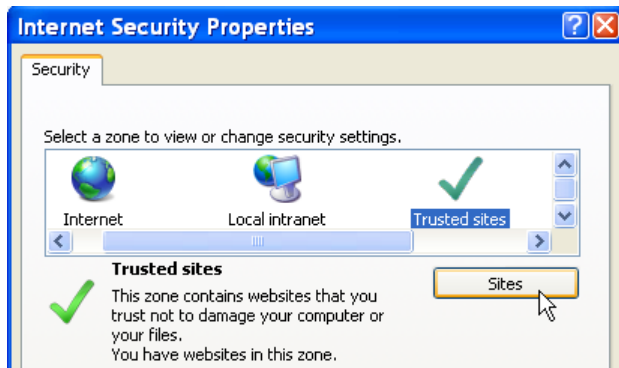 Internet Security Properties
Security
Select a zone to view or change security settings.
Internet Local intranet Trusted sites
Trusted sites
Sites
This zone contains websites that you
trust not to damage your computer or
your files.
You have websites in this zone.